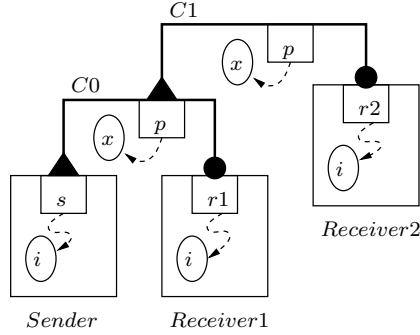 C1
p
x
C0
r2
p
x
i
s
r1
Receiver2
i
i
Sender
Receiver1